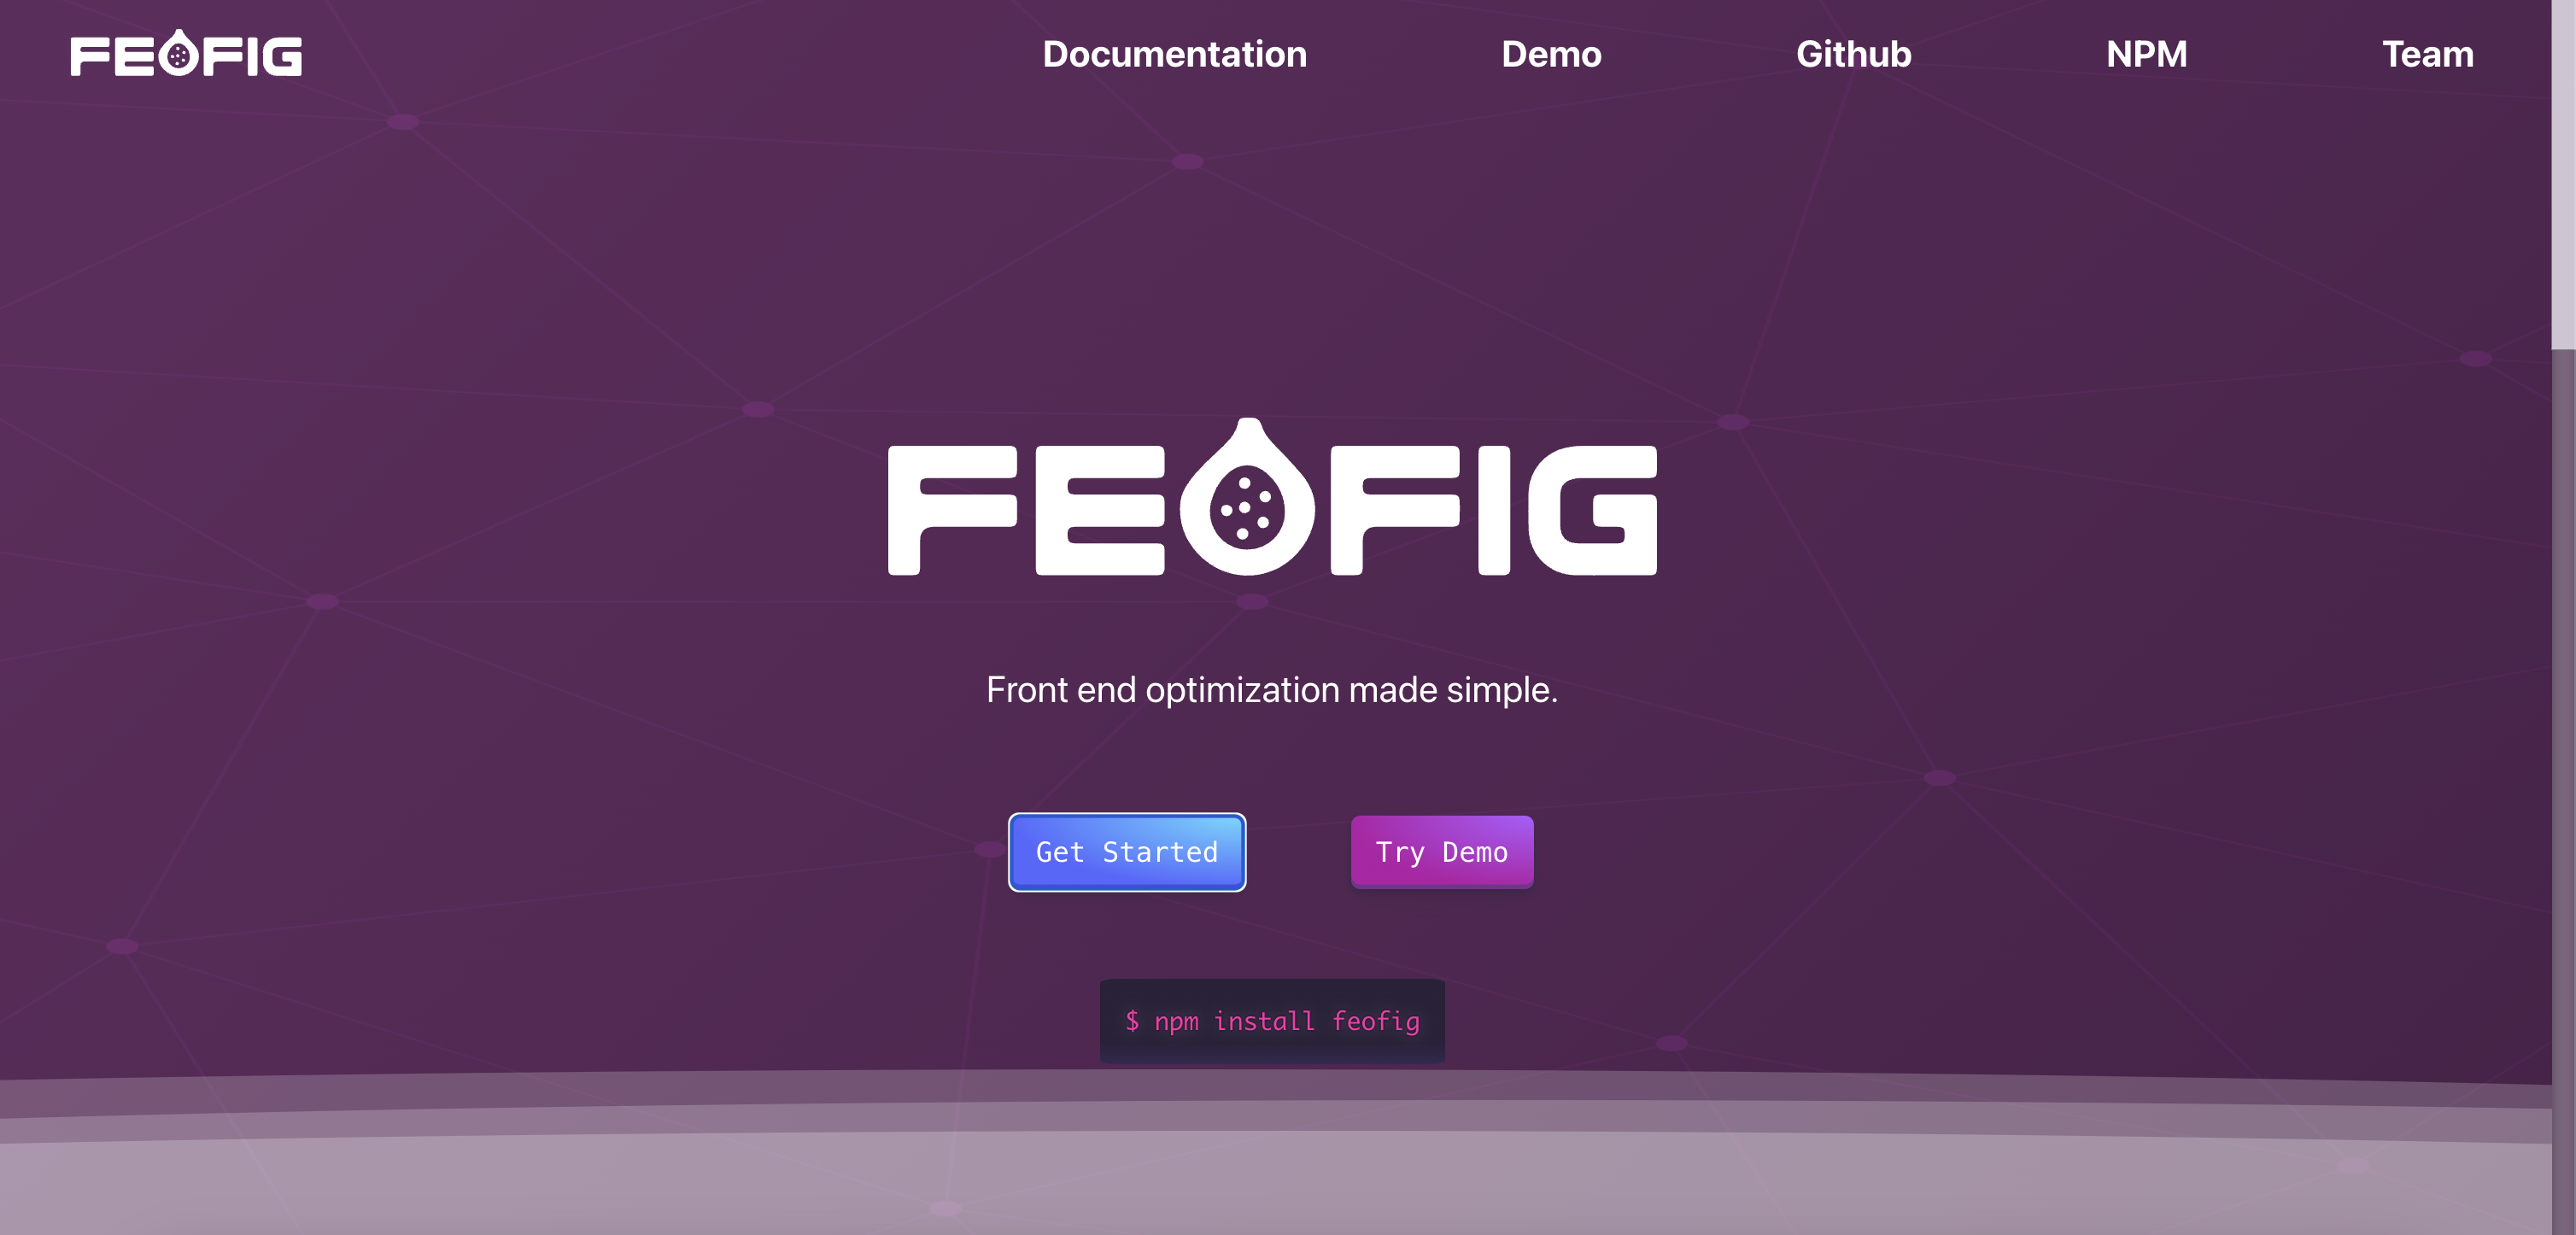 FEOFIG
Documentation Demo Github NPM Team
FEOFIG
Front end optimization made simple.
Get Started Try Demo
$ npm install feofig